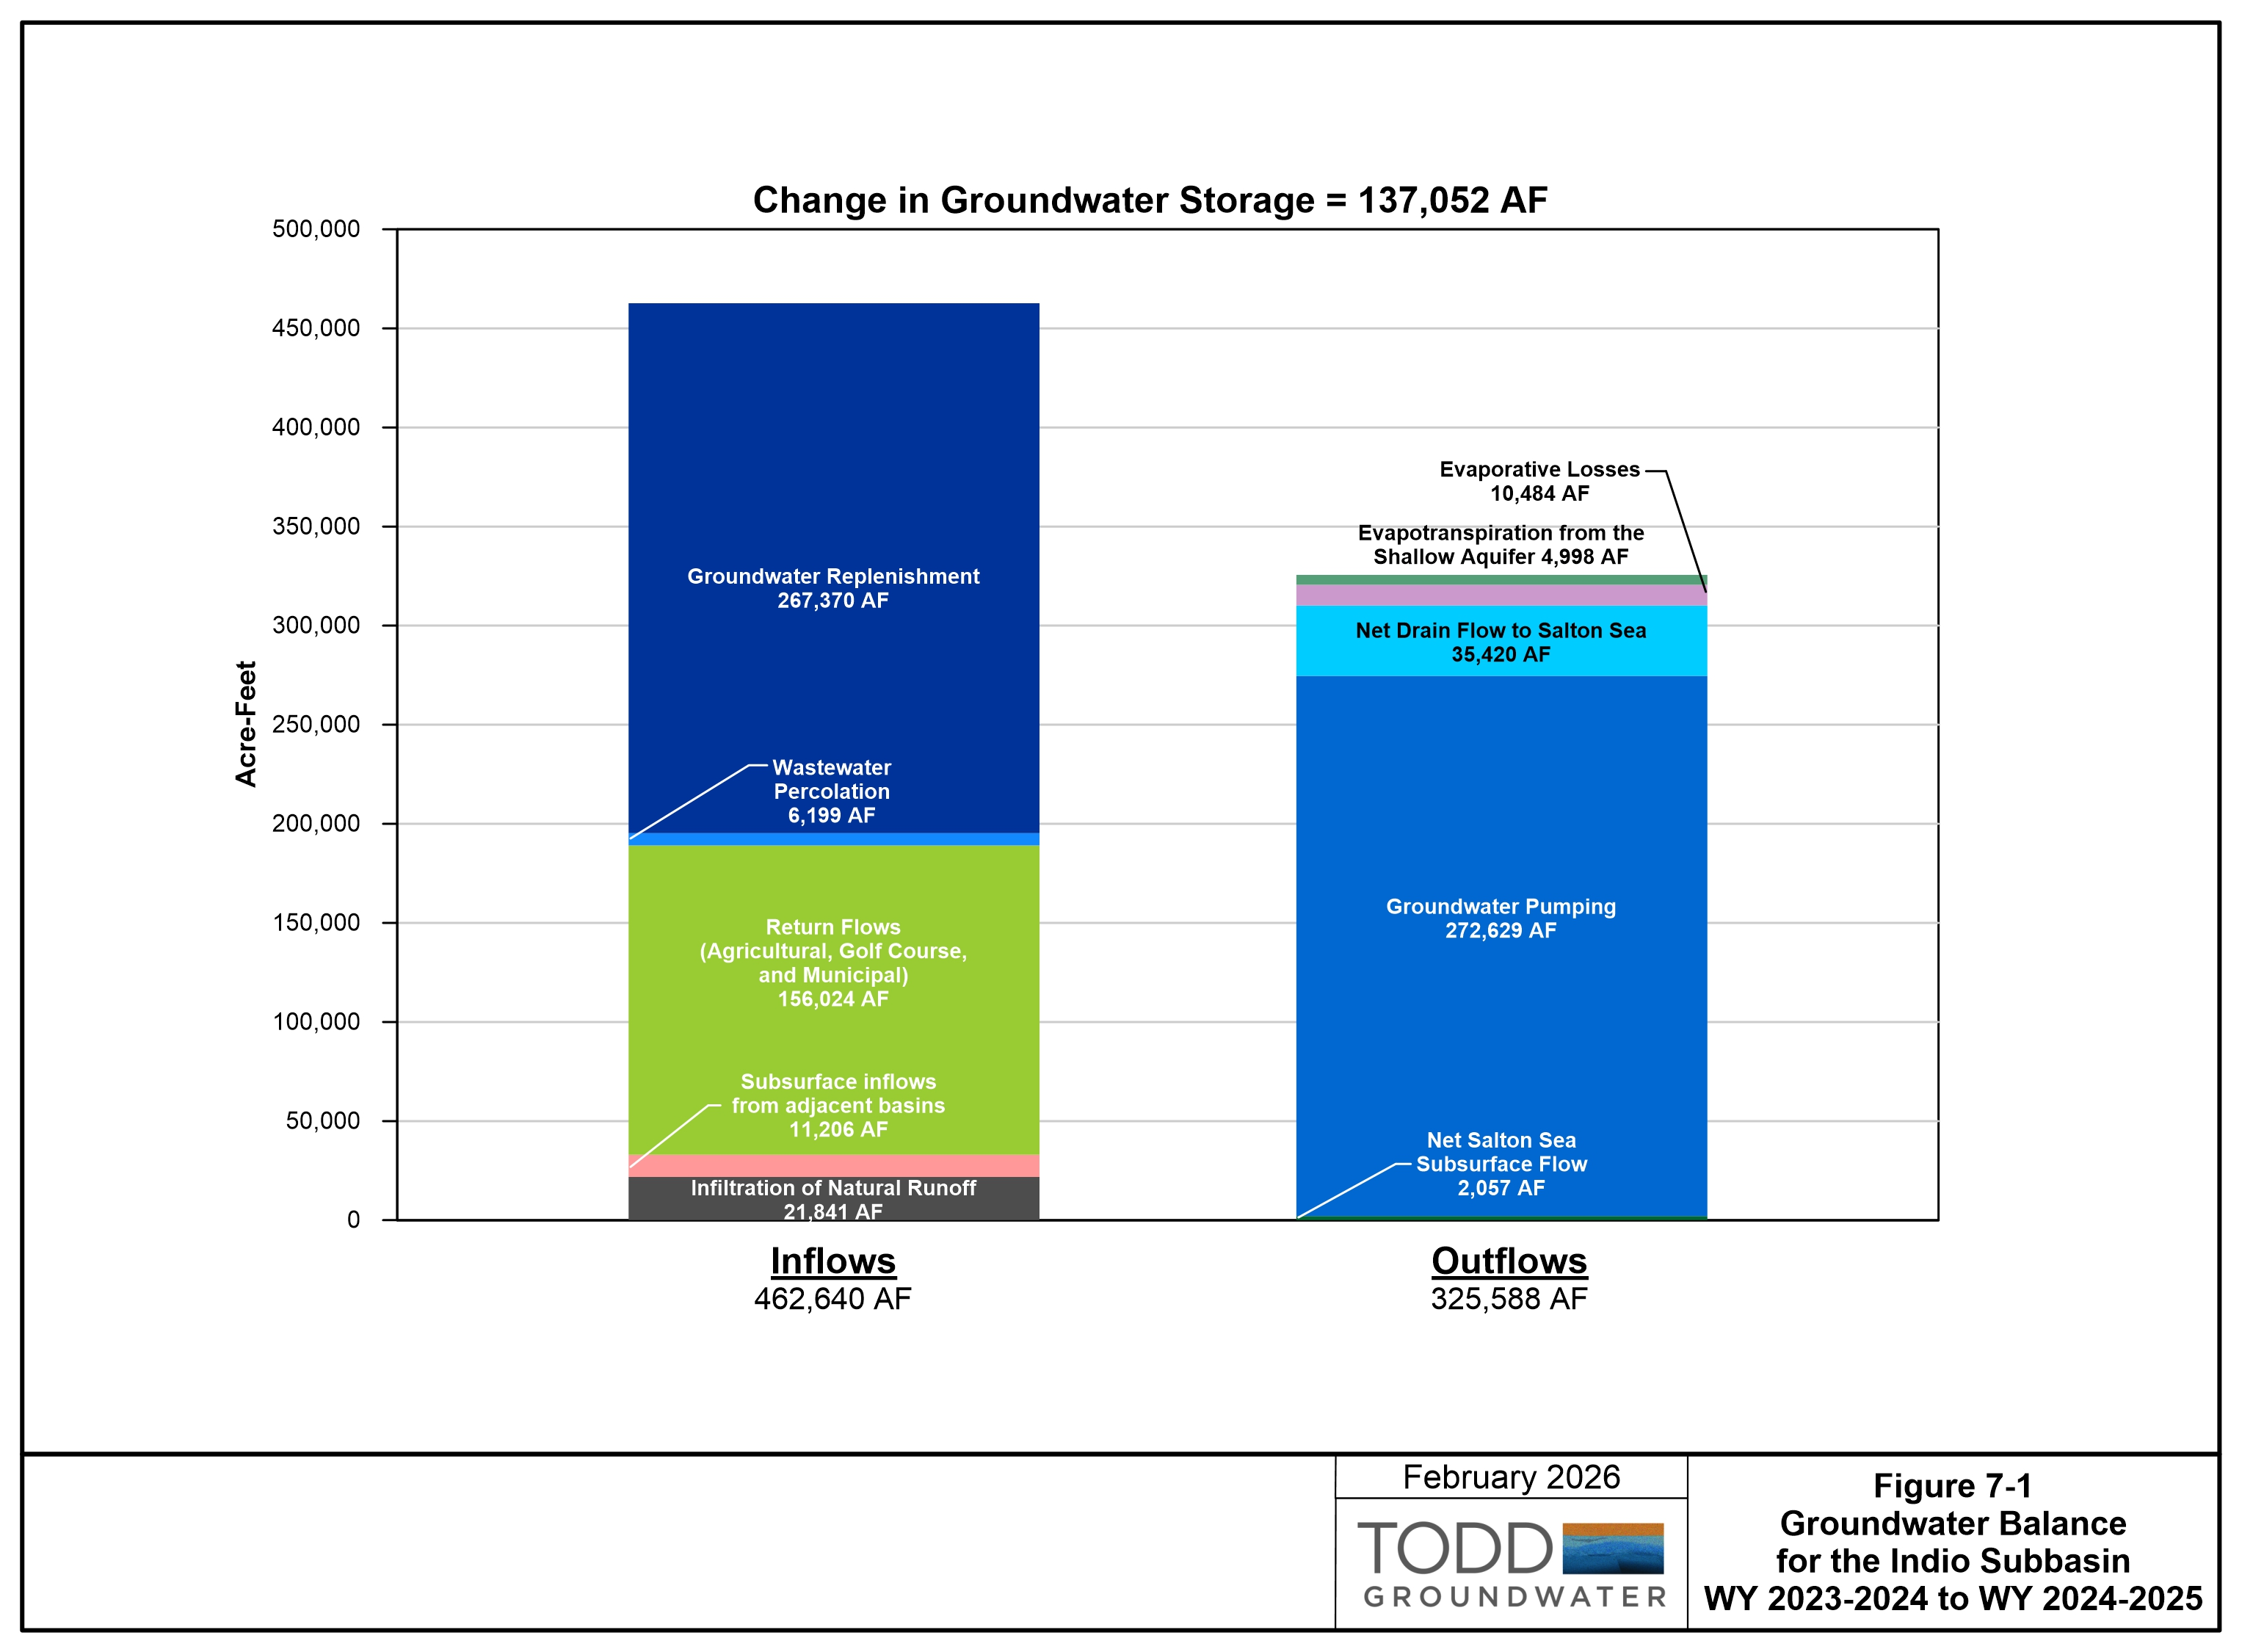 Change in Groundwater Storage = 137,052 AF
500,000
450,000
400,000
350,000
300,000
250,000
200,000
150,000
100,000
50,000
0
Acre-Feet
Groundwater Replenishment
267,370 AF
Wastewater
Percolation
6,199 AF
Return Flows
(Agricultural, Golf Course,
and Municipal)
156,024 AF
Subsurface inflows
from adjacent basins
11,206 AF
Infiltration of Natural Runoff
21,841 AF
Evaporative Losses
10,484 AF
Evapotranspiration from the
Shallow Aquifer 4,998 AF
Net Drain Flow to Salton Sea
35,420 AF
Groundwater Pumping
272,629 AF
Net Salton Sea
Subsurface Flow
2,057 AF
Inflows
462,640 AF
Outflows
325,588 AF
February 2026
TODD
GROUNDWATER
Figure 7-1
Groundwater Balance
for the Indio Subbasin
WY 2023-2024 to WY 2024-2025